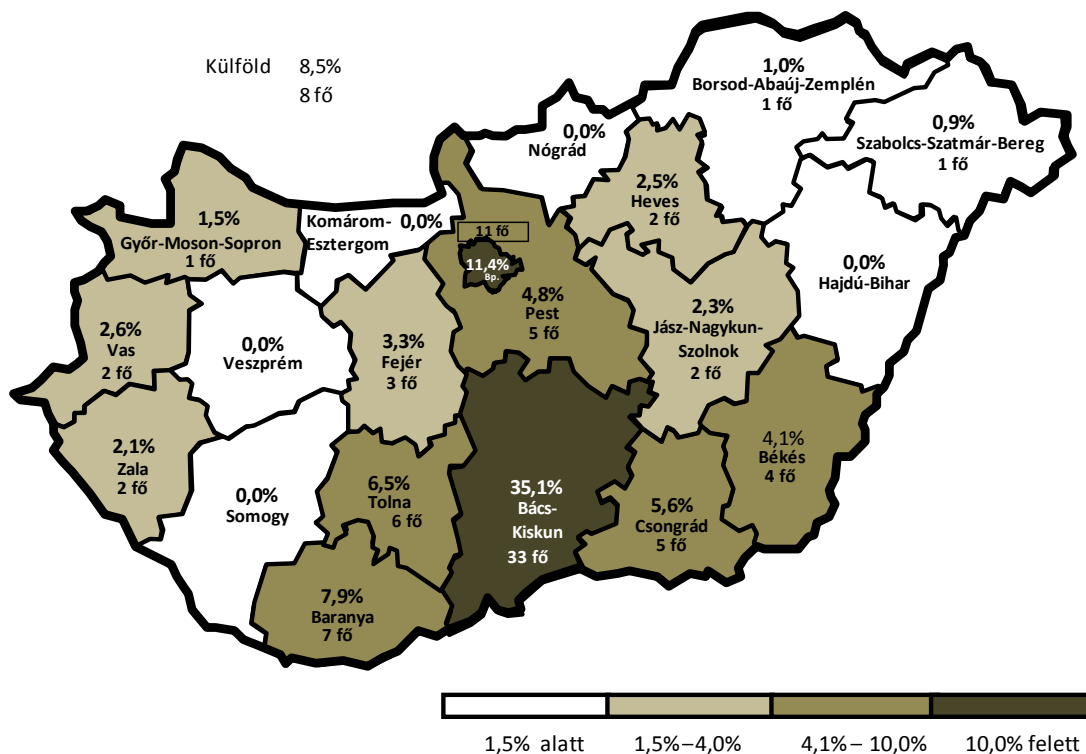 Külföld 8,5%
8 fő
1,0%
Borsod-Abaúj-Zemplén
1 fő
0,9%
Szabolcs-Szatmár-Bereg
1 fő
0,0%
Nógrád
2,5%
Heves
2 fő
1,5%
Győr-Moson-Sopron
1 fő
Komárom-
Esztergom
0,0%
11 fő
11,4%
Bp.
4,8%
Pest
5 fő
0,0%
Hajdú-Bihar
2,3%
Jász-Nagykun-
Szolnok
2 fő
2,6%
Vas
2 fő
0,0%
Veszprém
3,3%
Fejér
3 fő
2,1%
Zala
2 fő
0,0%
Somogy
6,5%
Tolna
6 fő
35,1%
Bács-
Kiskun
33 fő
5,6%
Csongrád
5 fő
4,1%
Békés
4 fő
7,9%
Baranya
7 fő
1,5% alatt 1,5%–4,0% 4,1% – 10,0% 10,0% felett